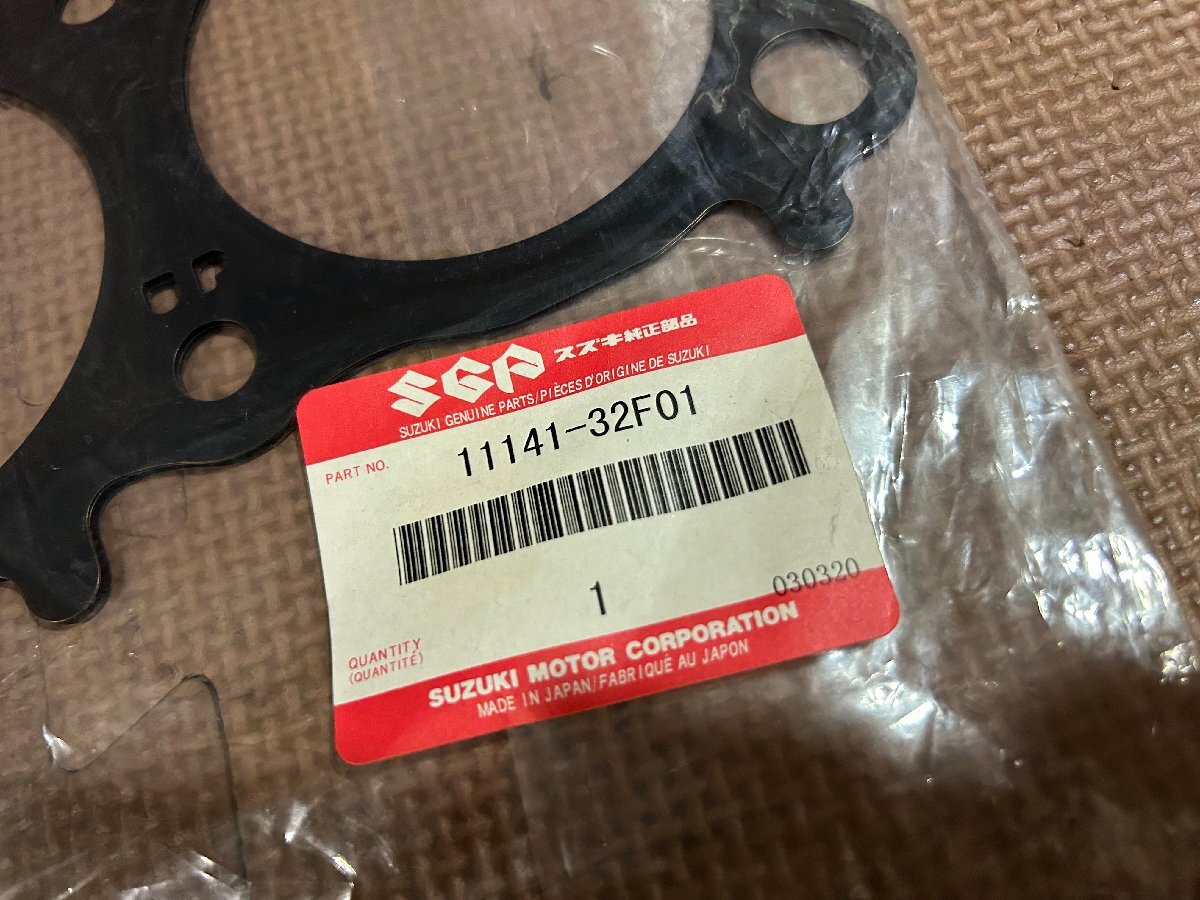 SGP スズキ純正部品
SUZUKI GENUINE PARTS/PIÈCES D'ORIGINE DE SUZUKI
PART NO. 11141-32F01
1
030320
QUANTITY
(QUANTITÉ)
SUZUKI MOTOR CORPORATION
MADE IN JAPAN/FABRIQUÉ AU JAPON